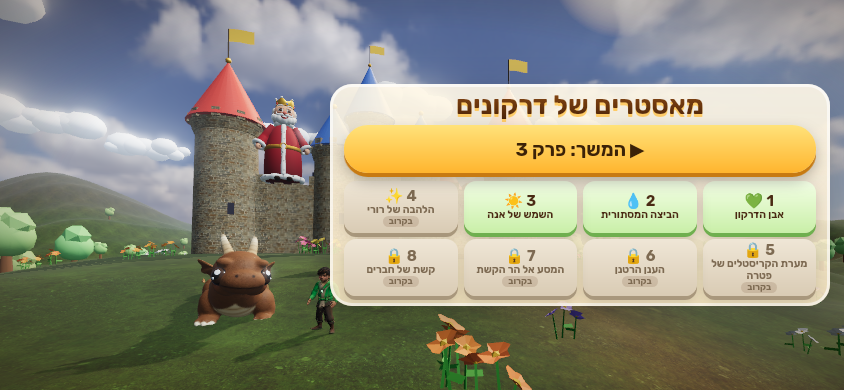 מאסטרים של דרקונים
▶ המשך: פרק 3
1 💚
אבן הדרקון
2 💧
הביצה המסתורית
3 ☀️
השמש של אנה
4 ✨
הלהבה של רורי
בקרוב
5 🔒
מערת הקריסטלים של
פטרה
בקרוב
6 🔒
הענן הרטנן
בקרוב
7 🔒
המסע אל הר הקשת
בקרוב
8 🔒
קשת של חברים
בקרוב